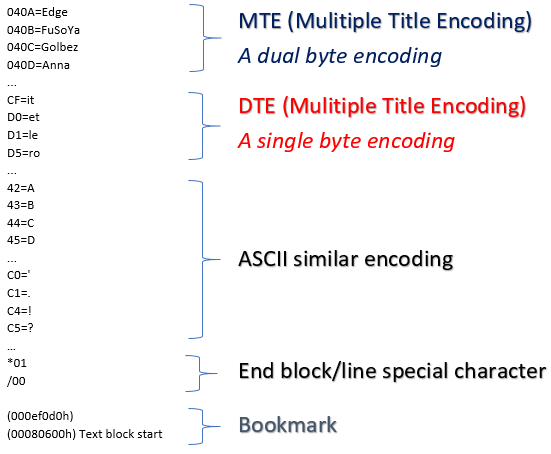 040A=Edge
040B=FuSoYa
040C=Golbez
040D=Anna
MTE (Mulitiple Title Encoding)
A dual byte encoding
...
CF=it
D0=et
D1=le
D5=ro
DTE (Mulitiple Title Encoding)
A single byte encoding
...
42=A
43=B
44=C
45=D
...
C0='
C1=.
C4=!
C5=?
ASCII similar encoding
...
*01
/00
End block/line special character
(000ef0d0h)
(00080600h) Text block start
Bookmark